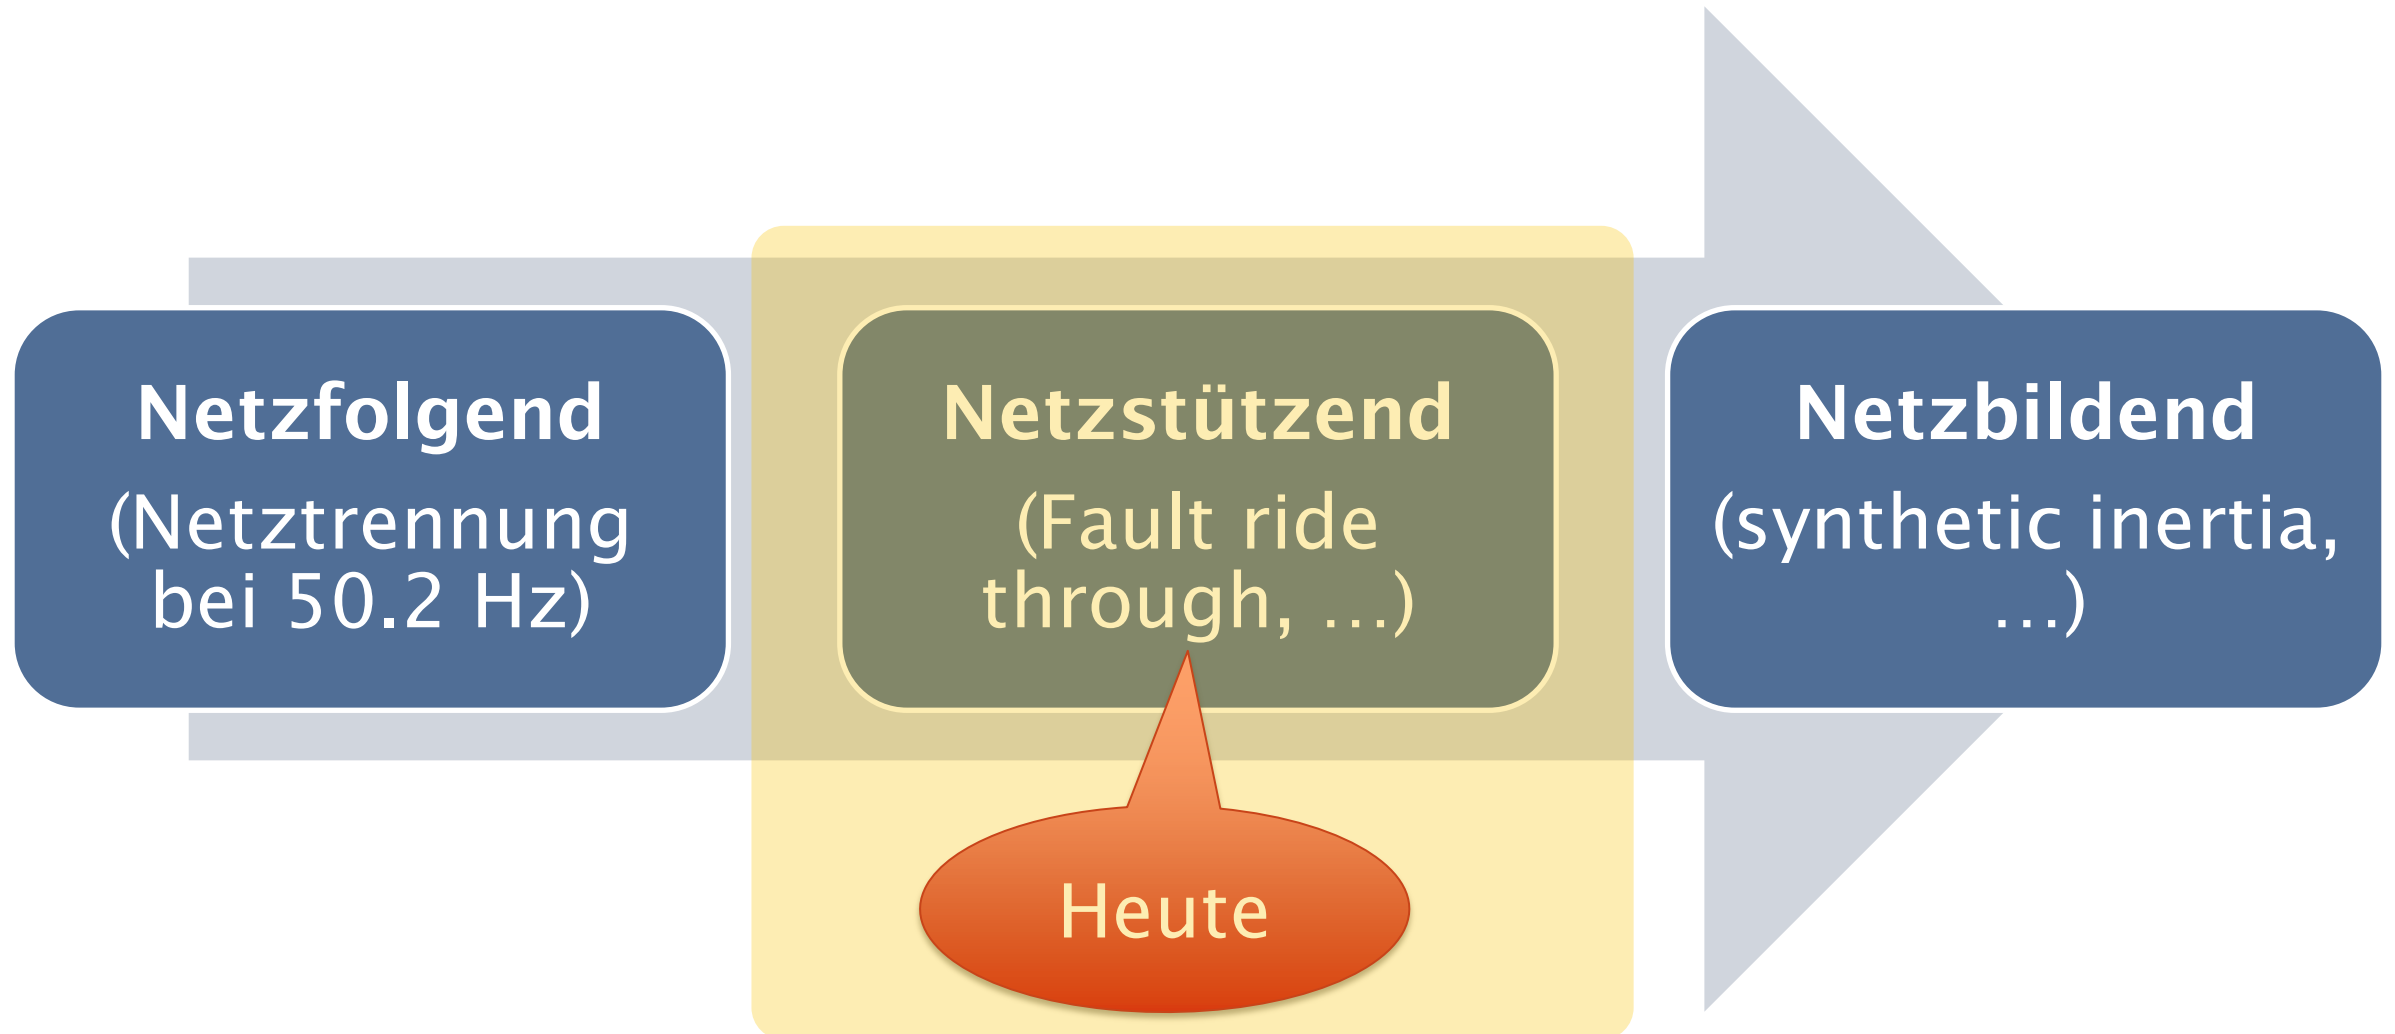 Netzfolgend
(Netztrennung
bei 50.2 Hz)
Netzstützend
(Fault ride
through, ...)
Netzbildend
(synthetic inertia,
...)
Heute